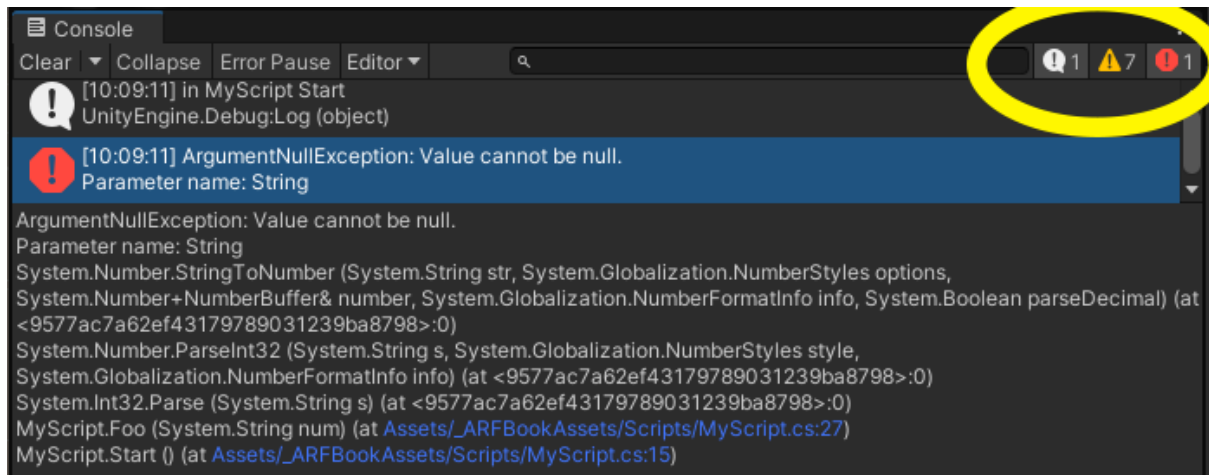 Console
Clear Collapse Error Pause Editor 1 7 1
[10:09:11] in MyScript Start
UnityEngine.Debug:Log (object)
[10:09:11] ArgumentNullException: Value cannot be null.
Parameter name: String
ArgumentNullException: Value cannot be null.
Parameter name: String
System.Number.StringToNumber (System.String str, System.Globalization.NumberStyles options,
System.Number+NumberBuffer& number, System.Globalization.NumberFormatInfo info, System.Boolean parseDecimal) (at
<9577ac7a62ef43179789031239ba8798>:0)
System.Number.ParseInt32 (System.String s, System.Globalization.NumberStyles style,
System.Globalization.NumberFormatInfo info) (at <9577ac7a62ef43179789031239ba8798>:0)
System.Int32.Parse (System.String s) (at <9577ac7a62ef43179789031239ba8798>:0)
MyScript.Foo (System.String num) (at Assets/_ARFBookAssets/Scripts/MyScript.cs:27)
MyScript.Start () (at Assets/_ARFBookAssets/Scripts/MyScript.cs:15)